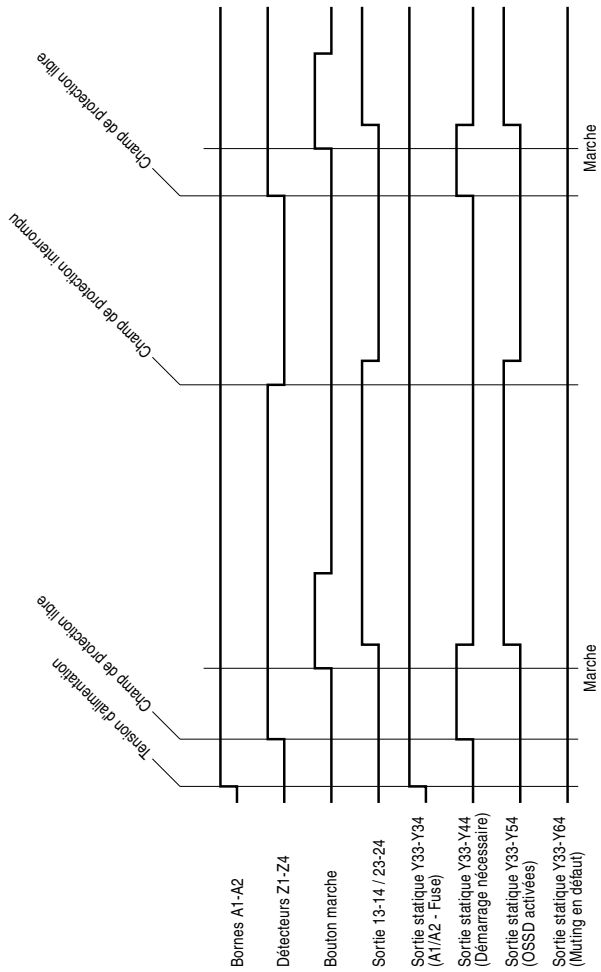 Tension d'alimentation
Champ de protection libre
Champ de protection interrompu
Champ de protection libre
Bornes A1-A2
Détecteurs Z1-Z4
Bouton marche
Sortie 13-14 / 23-24
Sortie statique Y33-Y34
(A1/A2 - Fuse)
Sortie statique Y33-Y44
(Démarrage nécessaire)
Sortie statique Y33-Y54
(OSSD activées)
Sortie statique Y33-Y64
(Muting en défaut)
Marche
Marche